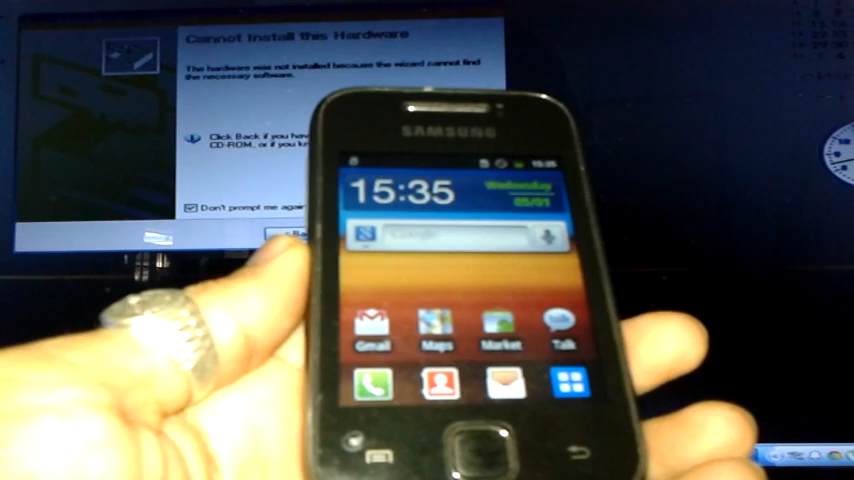 Cannot Install this Hardware
The hardware was not installed because the wizard cannot find
the necessary software.
Click Back if you
CD-ROM, or if you
Don't prompt me again
SAMSUNG
15:35
15:35
Wednesday
05/01
Google
Gmail
Maps
Market
Talk
talk